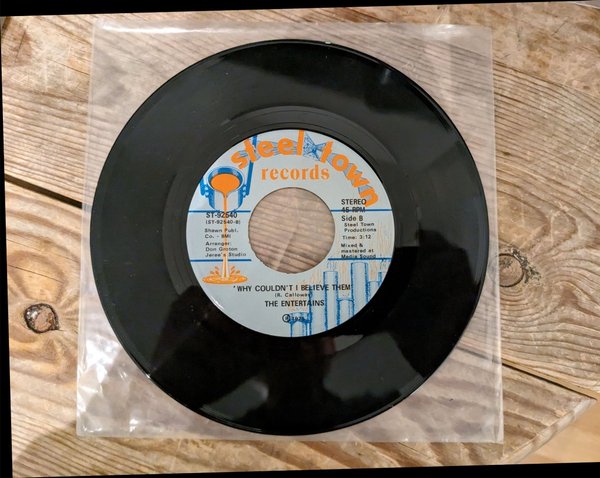 steel town
records
ST-92540
(ST-92540-B)
Shawn Publ.
Co. - BMI
Arranger:
Don Groton
Jeree's Studio
STEREO
45 RPM
Side B
Steel Town
Productions
Time: 3:12
Mixed &
mastered at
Media Sound
'WHY COULDN'T I BELIEVE THEM'
(R. Calloway)
THE ENTERTAINS